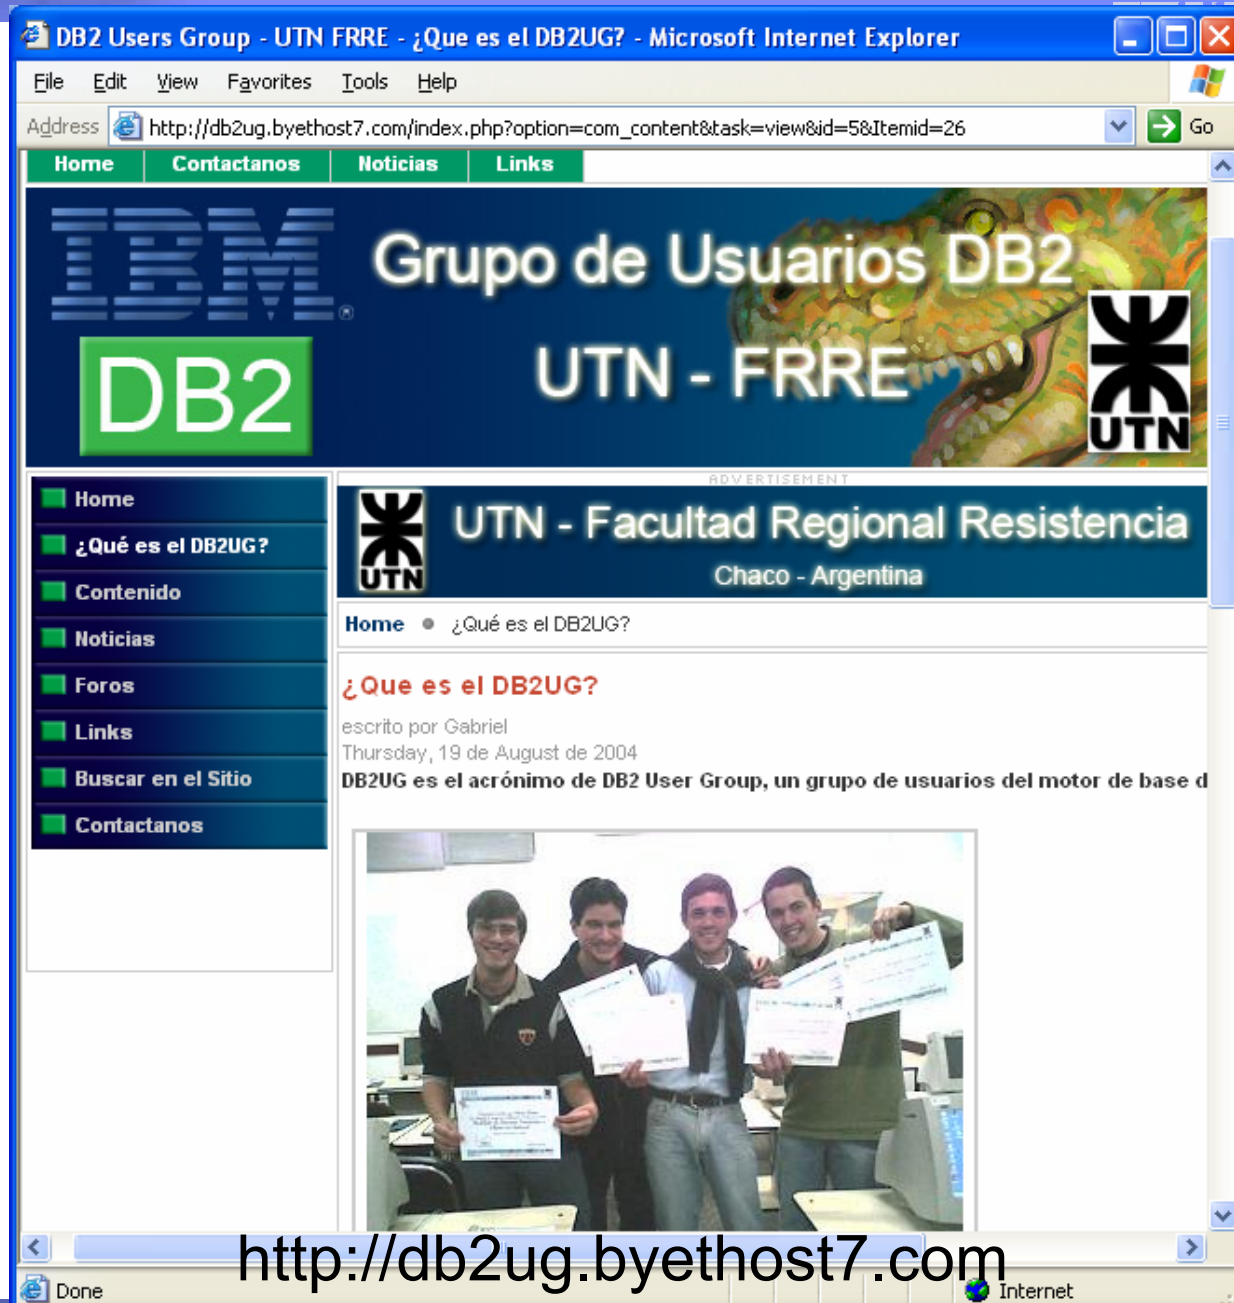 DB2 Users Group - UTN FRRE - ¿Que es el DB2UG? - Microsoft Internet Explorer
File Edit View Favorites Tools Help
Address http://db2ug.byethost7.com/index.php?option=com_content&task=view&id=5&Itemid=26 Go
Home Contactanos Noticias Links
IBM®
Grupo de Usuarios DB2
UTN - FRRE
DB2
UTN
Home
¿Qué es el DB2UG?
Contenido
Noticias
Foros
Links
Buscar en el Sitio
Contactanos
ADVERTISEMENT
UTN
UTN - Facultad Regional Resistencia
Chaco - Argentina
Home ● ¿Qué es el DB2UG?
¿Que es el DB2UG?
escrito por Gabriel
Thursday, 19 de August de 2004
DB2UG es el acrónimo de DB2 User Group, un grupo de usuarios del motor de base d
IBM
http://db2ug.byethost7.com
Done
Internet